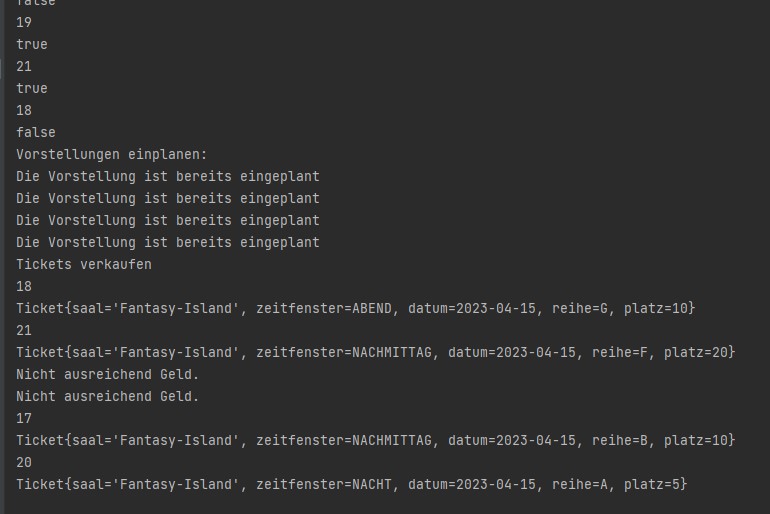 false
19
true
21
true
18
false
Vorstellungen einplanen:
Die Vorstellung ist bereits eingeplant
Die Vorstellung ist bereits eingeplant
Die Vorstellung ist bereits eingeplant
Die Vorstellung ist bereits eingeplant
Tickets verkaufen
18
Ticket{saal='Fantasy-Island', zeitfenster=ABEND, datum=2023-04-15, reihe=G, platz=10}
21
Ticket{saal='Fantasy-Island', zeitfenster=NACHMITTAG, datum=2023-04-15, reihe=F, platz=20}
Nicht ausreichend Geld.
Nicht ausreichend Geld.
17
Ticket{saal='Fantasy-Island', zeitfenster=NACHMITTAG, datum=2023-04-15, reihe=B, platz=10}
20
Ticket{saal='Fantasy-Island', zeitfenster=NACHT, datum=2023-04-15, reihe=A, platz=5}